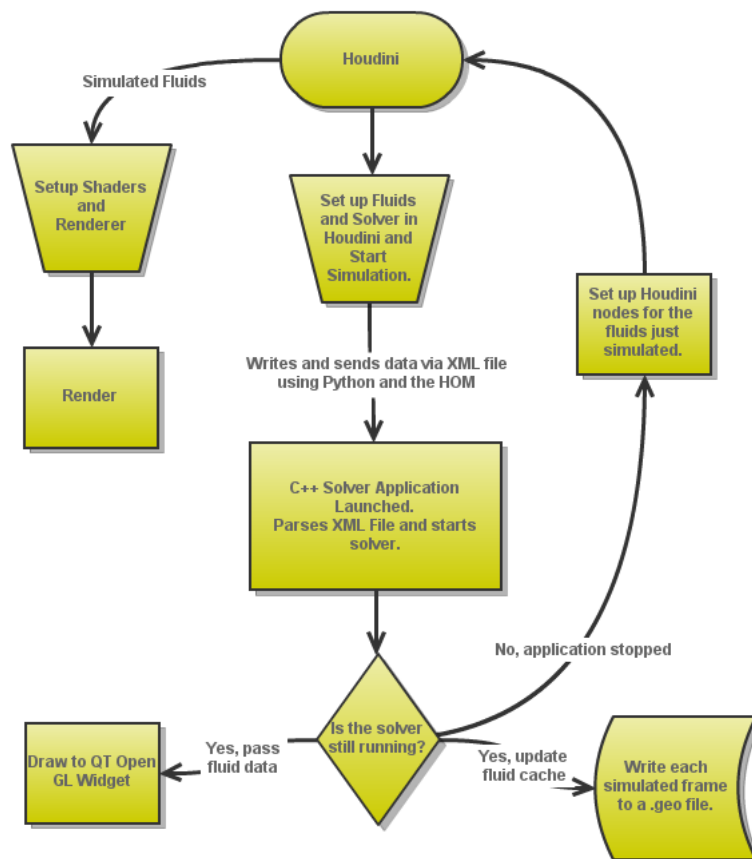 Houdini
Simulated Fluids
Setup Shaders
and
Renderer
Set up Fluids
and Solver in
Houdini and
Start
Simulation.
Set up Houdini
nodes for the
fluids just
simulated.
Writes and sends data via XML file
using Python and the HOM
Render
C++ Solver Application
Launched.
Parses XML File and starts
solver.
No, application stopped
Is the solver
still running?
Yes, pass
fluid data
Draw to QT Open
GL Widget
Yes, update
fluid cache
Write each
simulated frame
to a .geo file.